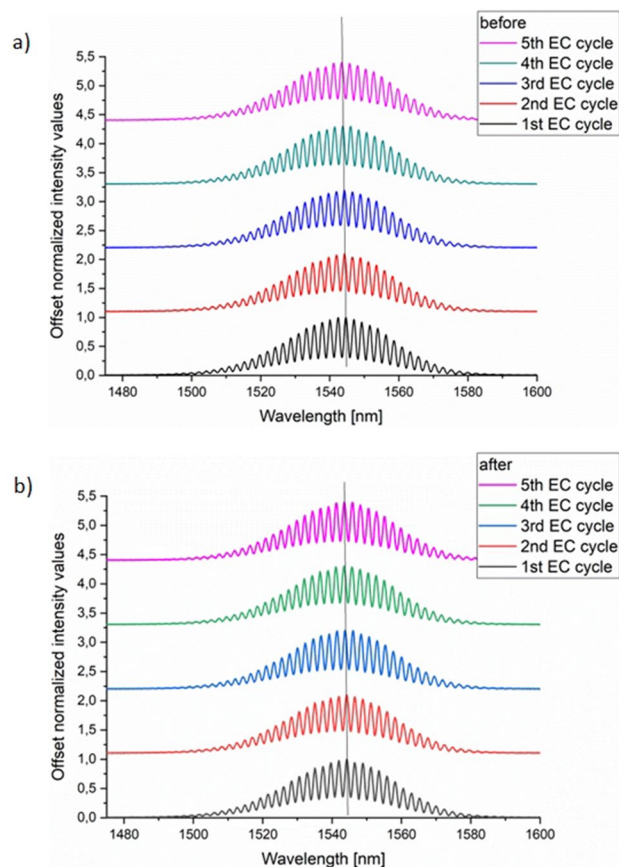 a)
before
5th EC cycle
4th EC cycle
3rd EC cycle
2nd EC cycle
1st EC cycle
Offset normalized intensity values
5,5
5,0
4,5
4,0
3,5
3,0
2,5
2,0
1,5
1,0
0,5
0,0
1480 1500 1520 1540 1560 1580 1600
Wavelength [nm]
b)
after
5th EC cycle
4th EC cycle
3rd EC cycle
2nd EC cycle
1st EC cycle
Offset normalized intensity values
5,5
5,0
4,5
4,0
3,5
3,0
2,5
2,0
1,5
1,0
0,5
0,0
1480 1500 1520 1540 1560 1580 1600
Wavelength [nm]